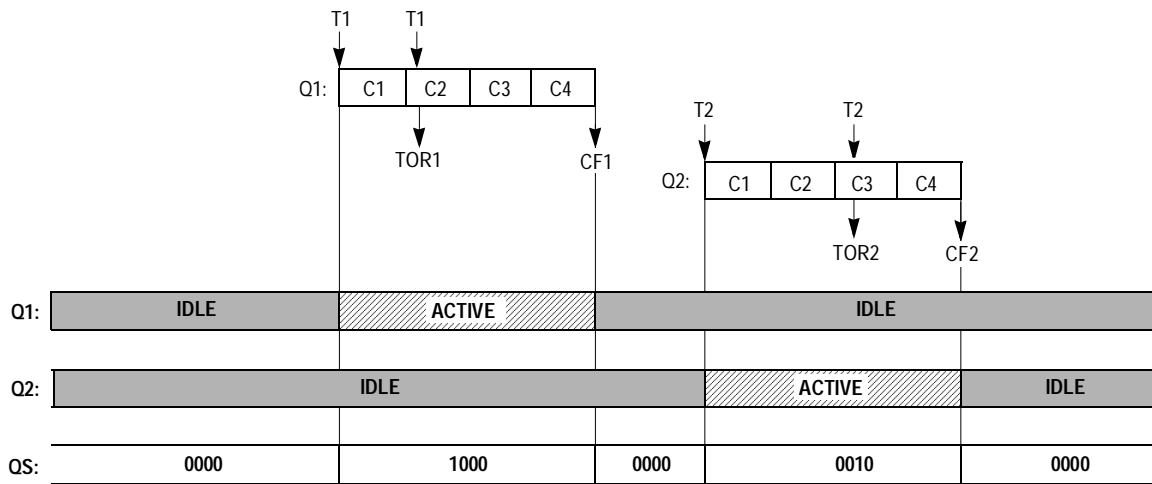 T1 T1
Q1: C1 C2 C3 C4
T2 T2
TOR1 CF1
Q2: C1 C2 C3 C4
TOR2 CF2
Q1: IDLE ACTIVE IDLE
Q2: IDLE ACTIVE IDLE
QS: 0000 1000 0000 0010 0000